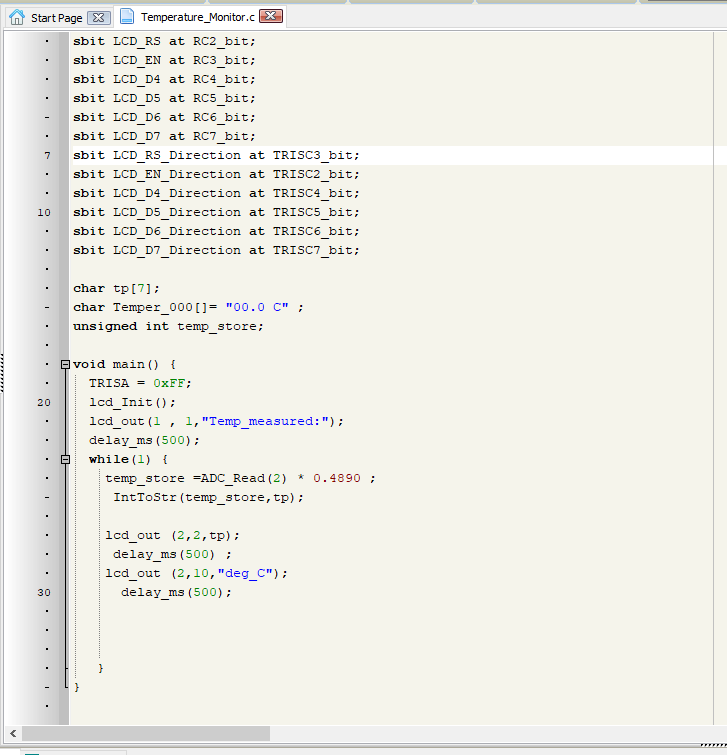 Start Page Temperature_Monitor.c
sbit LCD_RS at RC2_bit;
sbit LCD_EN at RC3_bit;
sbit LCD_D4 at RC4_bit;
sbit LCD_D5 at RC5_bit;
sbit LCD_D6 at RC6_bit;
sbit LCD_D7 at RC7_bit;
7 sbit LCD_RS_Direction at TRISC3_bit;
sbit LCD_EN_Direction at TRISC2_bit;
sbit LCD_D4_Direction at TRISC4_bit;
10 sbit LCD_D5_Direction at TRISC5_bit;
sbit LCD_D6_Direction at TRISC6_bit;
sbit LCD_D7_Direction at TRISC7_bit;
char tp[7];
char Temper_000[]= "00.0 C" ;
unsigned int temp_store;
void main() {
TRISA = 0xFF;
20 lcd_Init();
lcd_out(1 , 1,"Temp_measured:");
delay_ms(500);
while(1) {
temp_store =ADC_Read(2) * 0.4890 ;
IntToStr(temp_store,tp);
lcd_out (2,2,tp);
delay_ms(500) ;
lcd_out (2,10,"deg_C");
30 delay_ms(500);
}
}